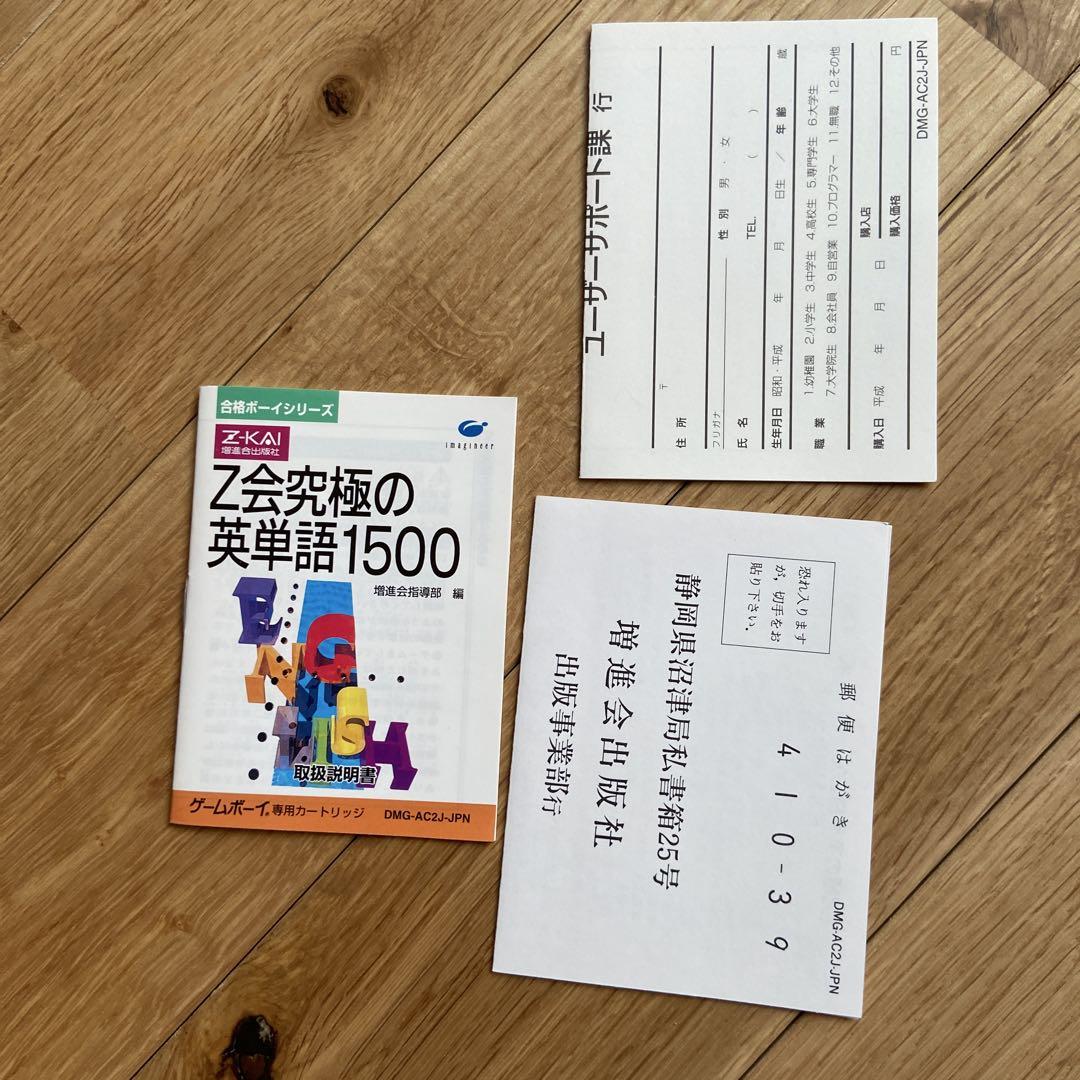 合格ボーイシリーズ
Z-KAI
増進会出版社
imagineer
Z会究極の
英単語1500
増進会指導部 編
ENGLISH
取扱説明書
ゲームボーイ®専用カートリッジ DMG-AC2J-JPN
ユーザーサポート課 行
〒
住所
フリガナ
氏名 性別 男・女
TEL. ( )
生年月日 昭和・平成 年 月 日生 / 年齢 歳
職業 1.幼稚園 2.小学生 3.中学生 4.高校生 5.専門学生 6.大学生
7.大学院生 8.会社員 9.自営業 10.プログラマー 11.無職 12.その他
購入日 平成 年 月 日 購入店
購入価格 円
DMG-AC2J-JPN
郵便はがき
410-39
恐れ入ります
が、切手をお
貼り下さい。
静岡県沼津局私書箱25号
増進会出版社
出版事業部行
DMG-AC2J-JPN